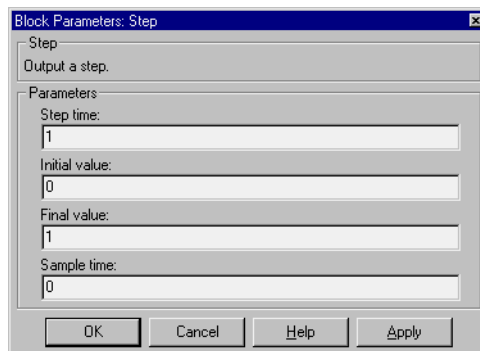 Block Parameters: Step
Step
Output a step.
Parameters
Step time:
1
Initial value:
0
Final value:
1
Sample time:
0
OK Cancel Help Apply